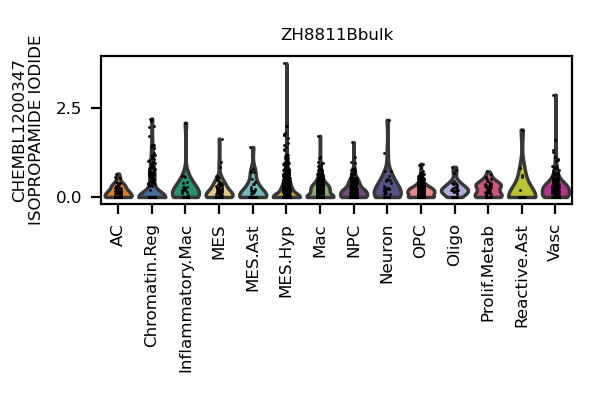 ZH8811Bbulk
CHEMBL1200347
ISOPROPAMIDE IODIDE
2.5
0.0
AC
Chromatin.Reg
Inflammatory.Mac
MES
MES.Ast
MES.Hyp
Mac
NPC
Neuron
OPC
Oligo
Prolif.Metab
Reactive.Ast
Vasc